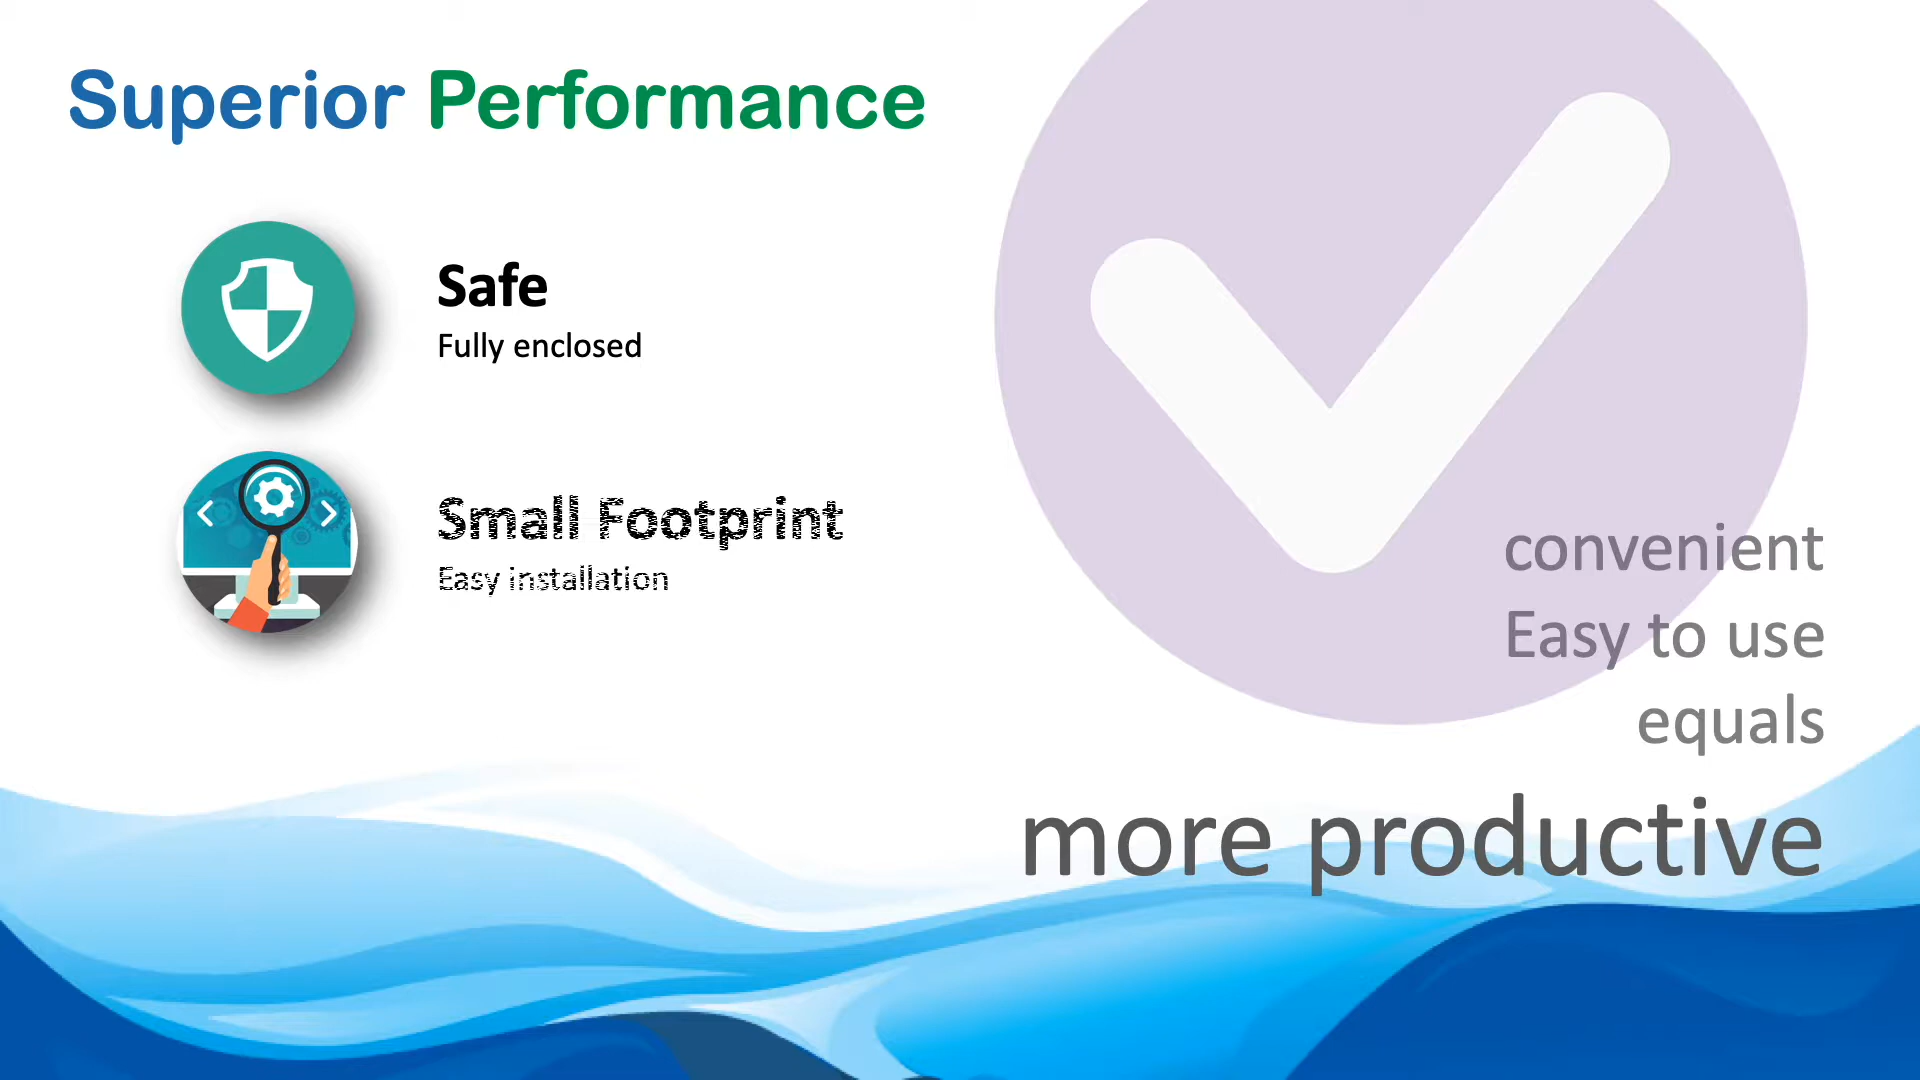 Superior Performance
Safe
Fully enclosed
Small Footprint
Easy installation
convenient
Easy to use
equals
more productive